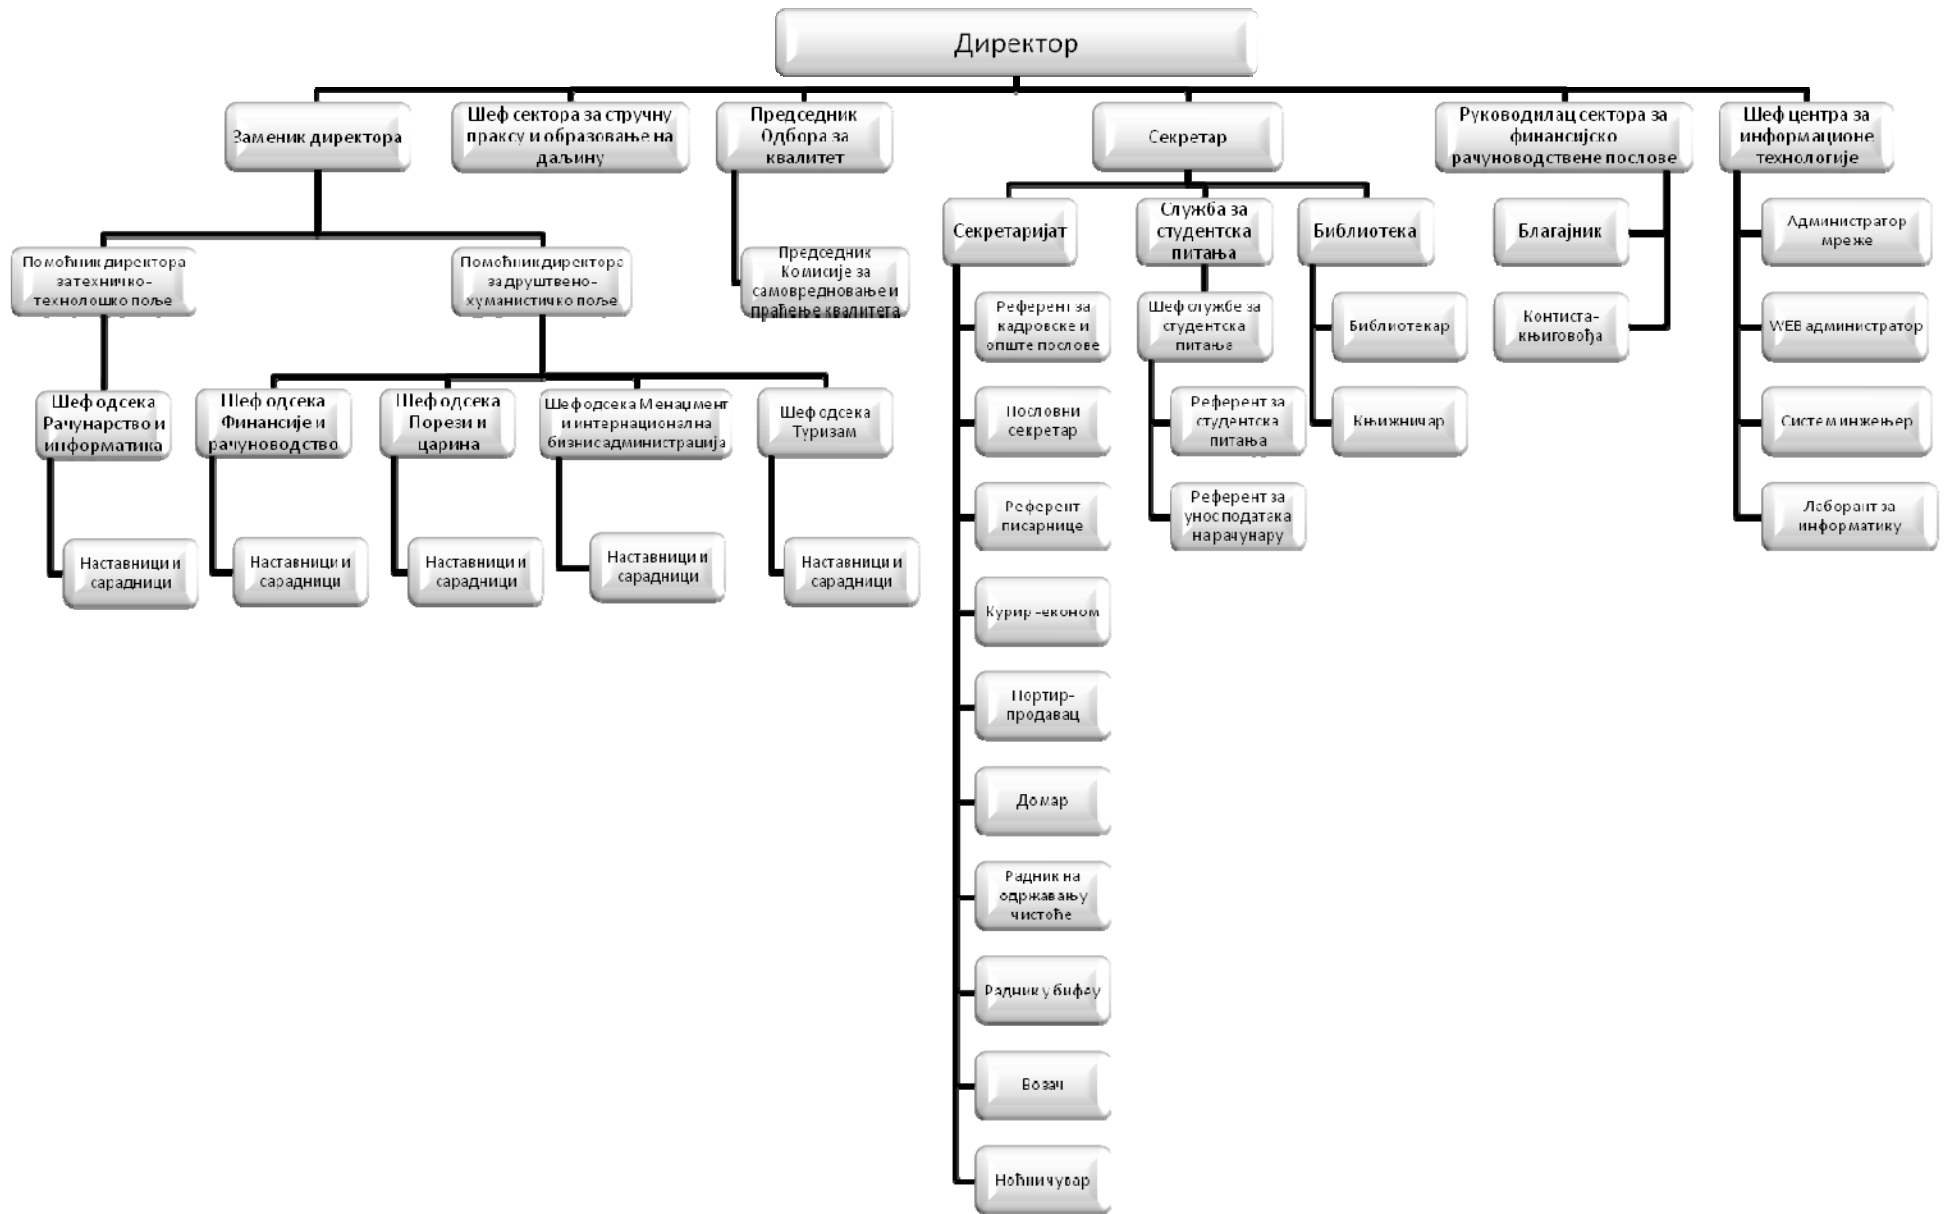 Директор
Заменик директора
Шеф сектора за стручну
праксу и образовање на
даљину
Председник
Одбора за
квалитет
Секретар
Руководилац сектора за
финансијско
рачуноводствене послове
Шеф центра за
информационе
технологије
Секретаријат
Служба за
студентска
питања
Библиотека
Благајник
Администратор
мреже
Помоћник директора
за техничко-
технолошко поље
Помоћник директора
за друштвено-
хуманистичко поље
Председник
Комисије за
самовредновање и
праћење квалитета
Референт за
кадровске и
опште послове
Шеф службе за
студентска
питања
Библиотекар
Контиста-
књиговођа
WEB администратор
Шеф одсека
Рачунарство и
информатика
Шеф одсека
Финансије и
рачуноводство
Шеф одсека
Порези и
царина
Шеф одсека Менаџмент
и интернационална
бизнис администрација
Шеф одсека
Туризам
Пословни
секретар
Референт за
студентска
питања
Књижничар
Систем инжењер
Референт
писарнице
Референт за
унос података
на рачунару
Лаборант за
информатику
Наставници и
сарадници
Наставници и
сарадници
Наставници и
сарадници
Наставници и
сарадници
Наставници и
сарадници
Курир -економ
Портир-
продавац
Домар
Радник на
одржавању
чистоће
Радник у бифеу
Возач
Ноћни чувар